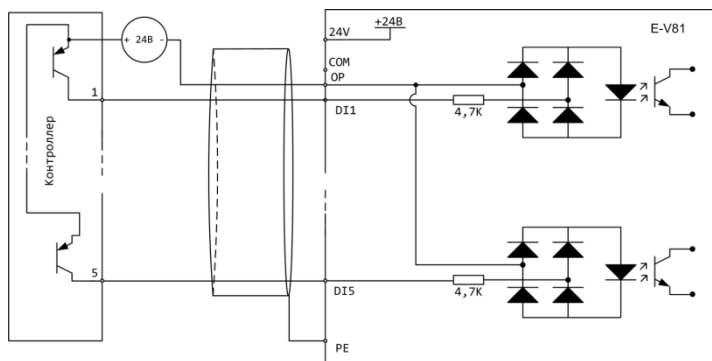 + 24В -
24V
+24В
E-V81
COM
OP
1
DI1
4,7K
Контроллер
5
DI5
4,7K
PE